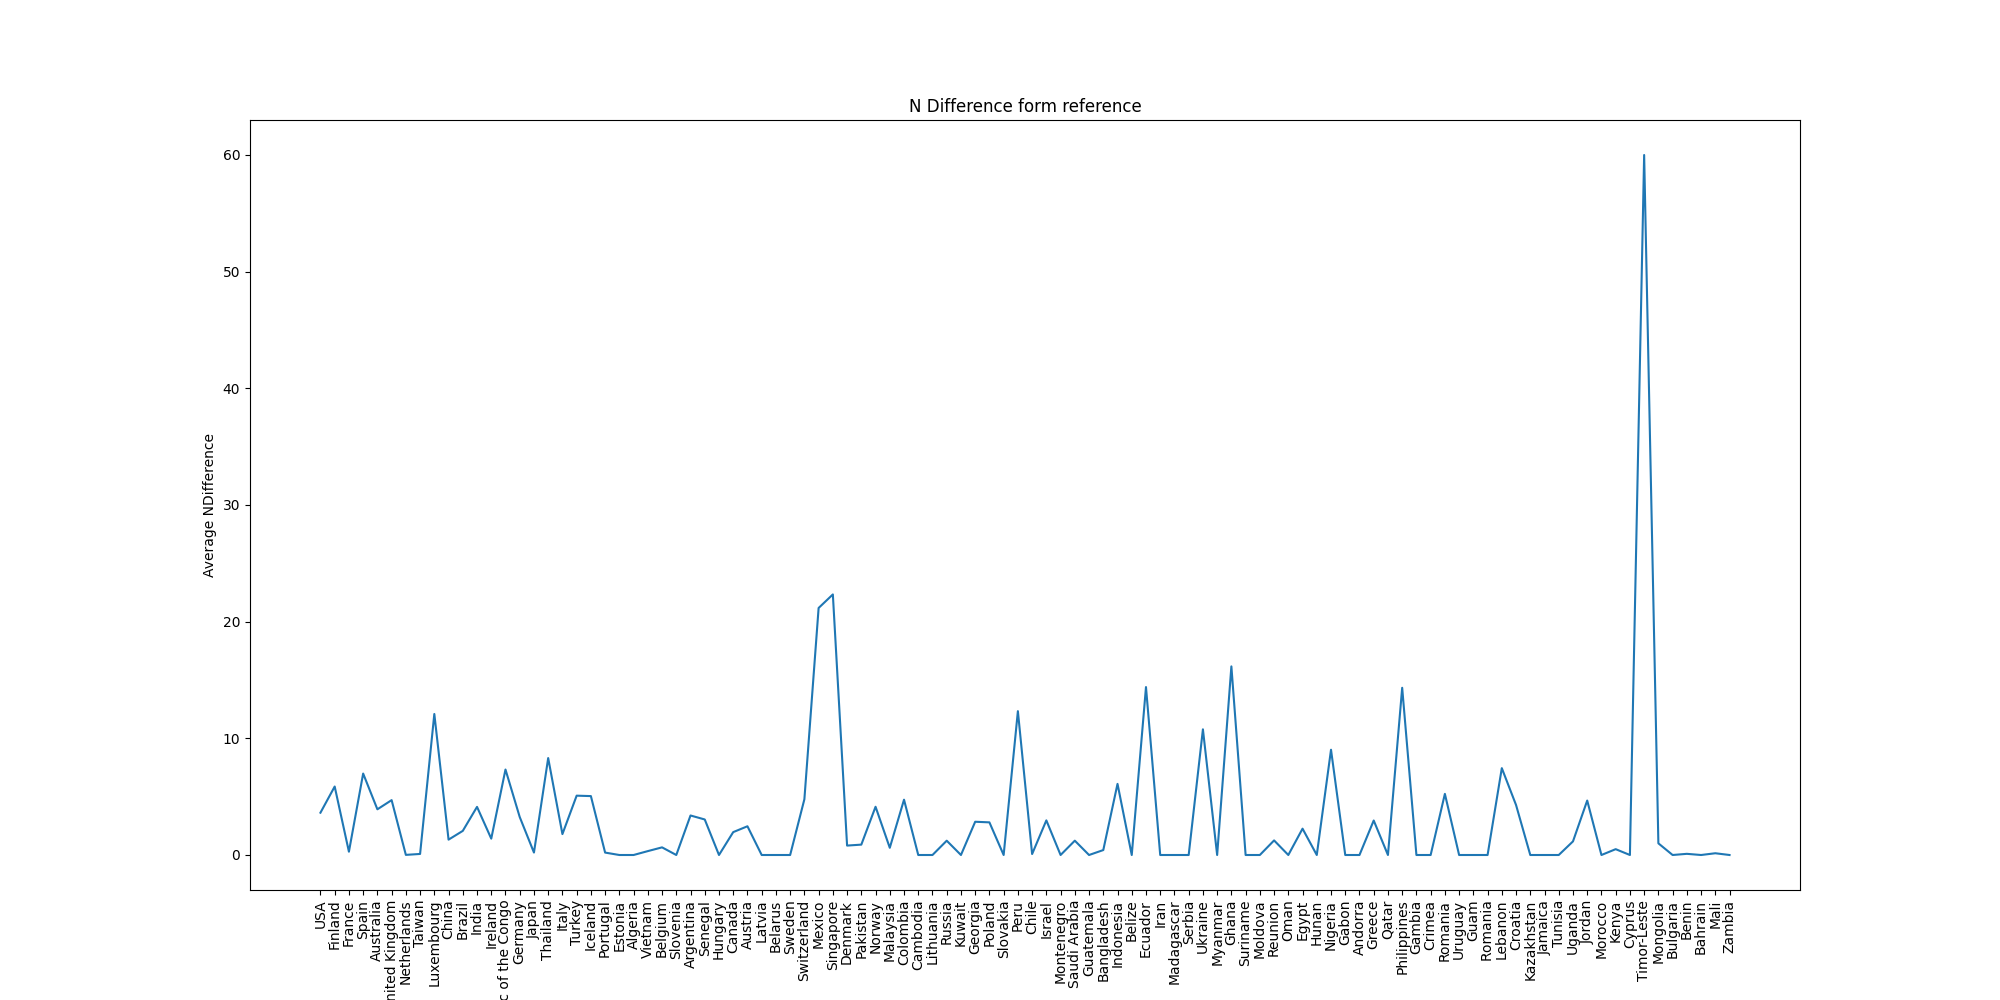 N Difference form reference
Average NDifference
60
50
40
30
20
10
0
USA
Finland
France
Spain
Australia
nited Kingdom
Netherlands
Taiwan
Luxembourg
China
Brazil
India
Ireland
c of the Congo
Germany
Japan
Thailand
Italy
Turkey
Iceland
Portugal
Estonia
Algeria
Vietnam
Belgium
Slovenia
Argentina
Senegal
Hungary
Canada
Austria
Latvia
Belarus
Sweden
Switzerland
Mexico
Singapore
Denmark
Pakistan
Norway
Malaysia
Colombia
Cambodia
Lithuania
Russia
Kuwait
Georgia
Poland
Slovakia
Peru
Chile
Israel
Montenegro
Saudi Arabia
Guatemala
Bangladesh
Indonesia
Belize
Ecuador
Iran
Madagascar
Serbia
Ukraine
Myanmar
Ghana
Suriname
Moldova
Reunion
Oman
Egypt
Hunan
Nigeria
Gabon
Andorra
Greece
Qatar
Philippines
Gambia
Crimea
Romania
Uruguay
Guam
Romania
Lebanon
Croatia
Kazakhstan
Jamaica
Tunisia
Uganda
Jordan
Morocco
Kenya
Cyprus
Timor-Leste
Mongolia
Bulgaria
Benin
Bahrain
Mali
Zambia